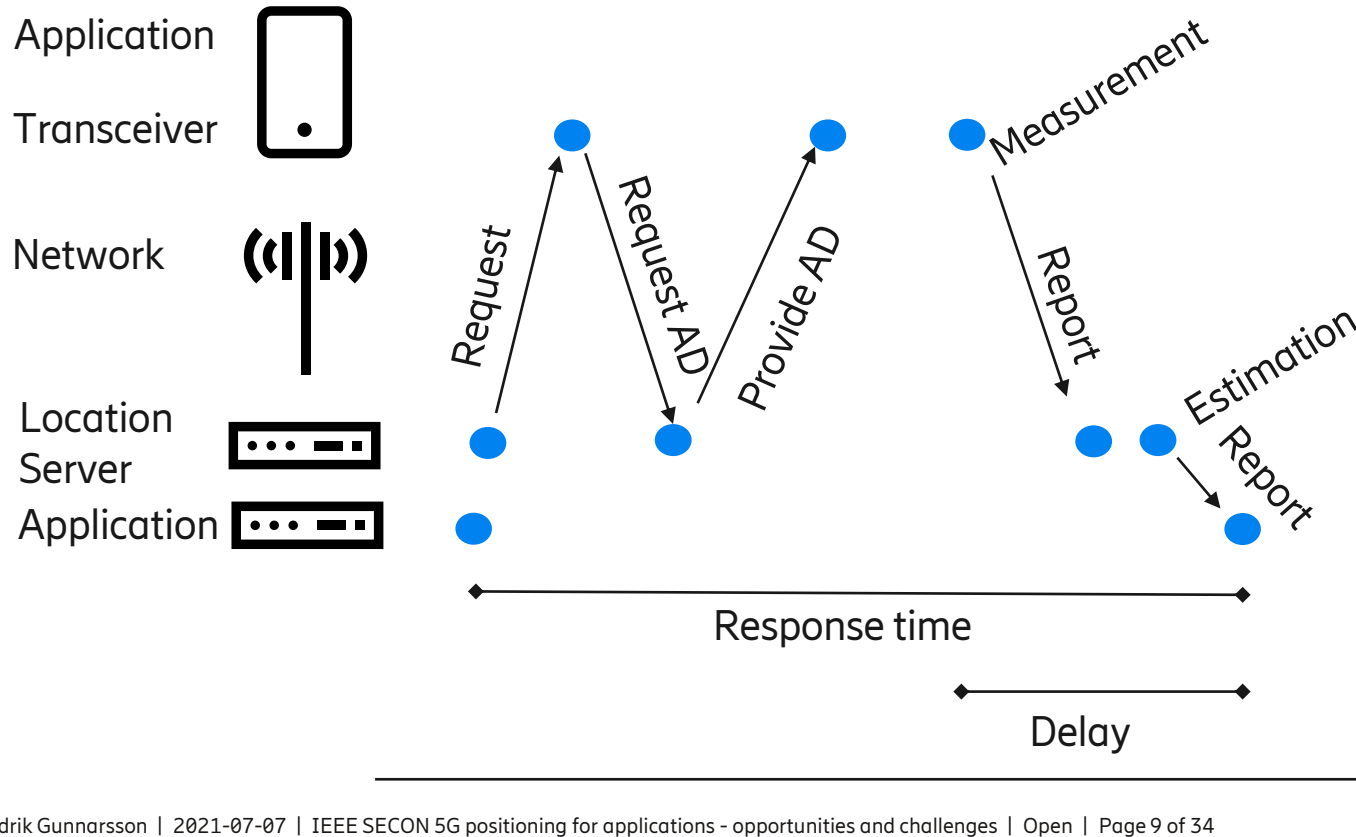 Application
Transceiver
Measurement
Network
Request
Request AD
Provide AD
Report
Location
Server
Estimation
Report
Application
Response time
Delay
drik Gunnarsson | 2021-07-07 | IEEE SECON 5G positioning for applications - opportunities and challenges | Open | Page 9 of 34